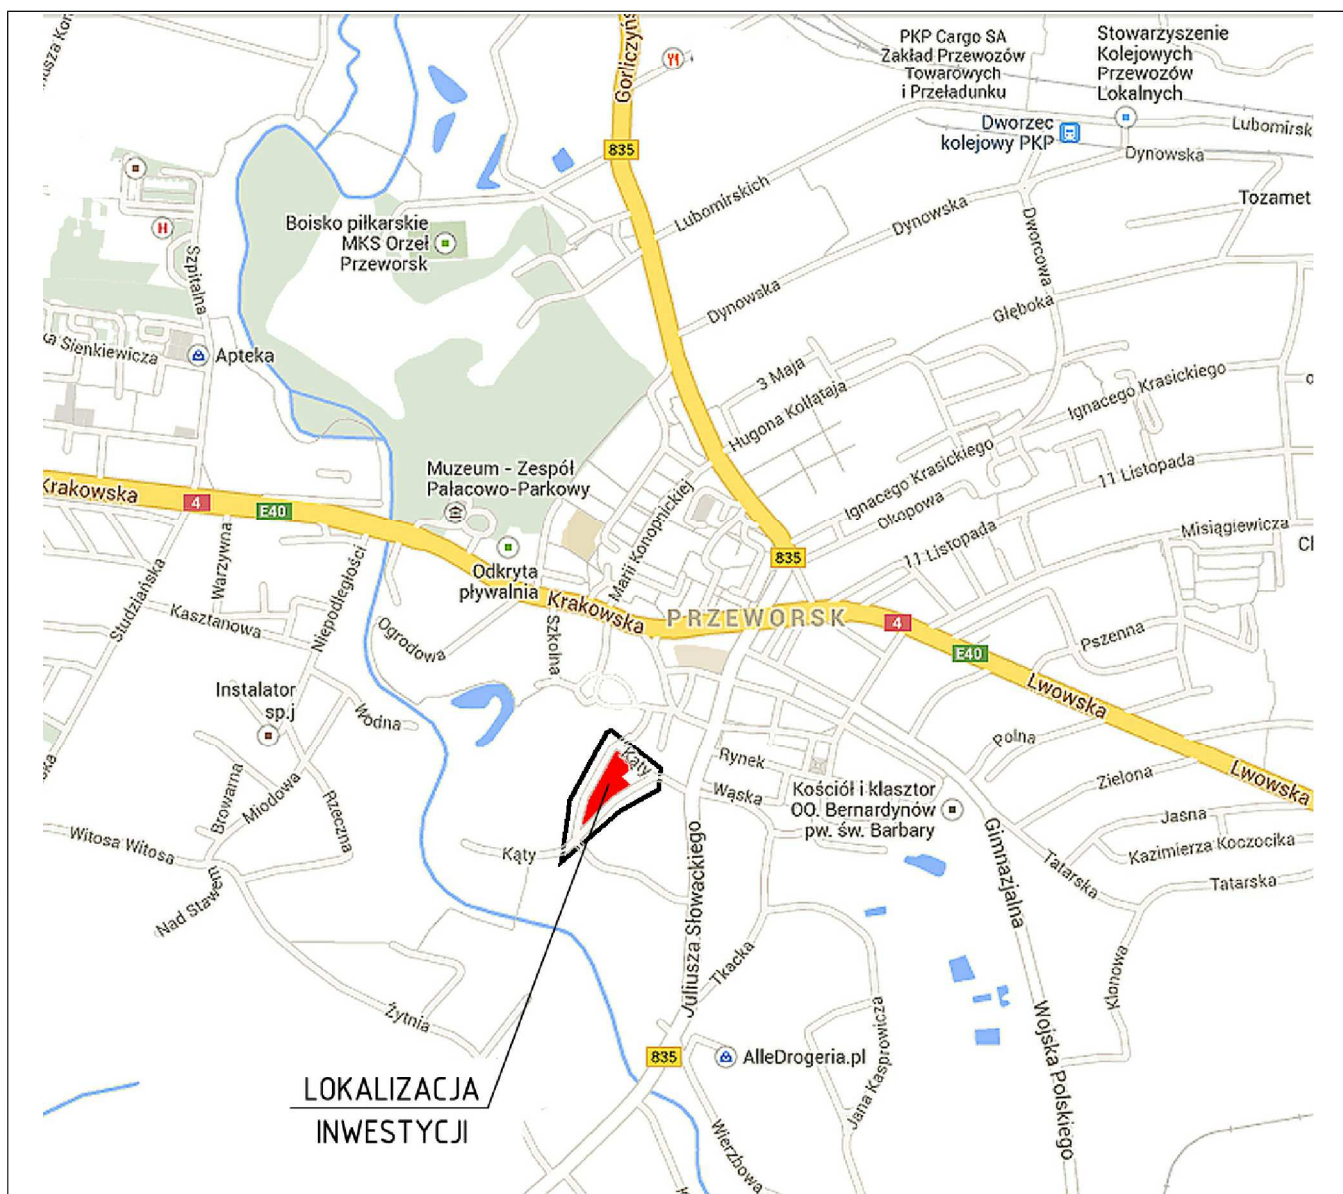 Gorliczyńs
PKP Cargo SA
Zakład Przewozów
Towarowych
i Przeładunku
Stowarzyszenie
Kolejowych
Przewozów
Lokalnych
Dworzec
kolejowy PKP
Lubomirsk
Dynowska
835
Tozamet
Lubomirskich
Dynowska
Dworcowa
Boisko piłkarskie
MKS Orzeł
Przeworsk
H
Szpitalna
Dynowska
Głęboka
ka Sienkiewicza
Apteka
3 Maja
Hugona Kołłątaja
Ignacego Krasickiego
Ignacego Krasickiego
Okopowa
11 Listopada
11 Listopada
Misiągiewicza
Muzeum - Zespół
Pałacowo-Parkowy
Marii Konopnickiej
Krakowska
4
E40
835
Odkryta
pływalnia
Krakowska
PRZEWORSK
4
E40
Lwowska
Lwowska
Pszenna
Studziańska
Warzywna
Kasztanowa
Niepodległości
Ogrodowa
Szkolna
Instalator
sp.j
Wodna
Polna
Zielona
Rynek
Wąska
Kąty
Kąty
Kościół i klasztor
OO. Bernardynów
pw. św. Barbary
Jasna
Kazimierza Koczocika
Tatarska
Tatarska
Gimnazjalna
Browarna
Miodowa
Rzeczna
Witosa Witosa
Nad Stawem
Żytnia
Juliusza Słowackiego
Tkacka
Klonowa
Jana Kasprowicza
Wojska Polskiego
835
AlleDrogeria.pl
Wierzbowa
LOKALIZACJA
INWESTYCJI